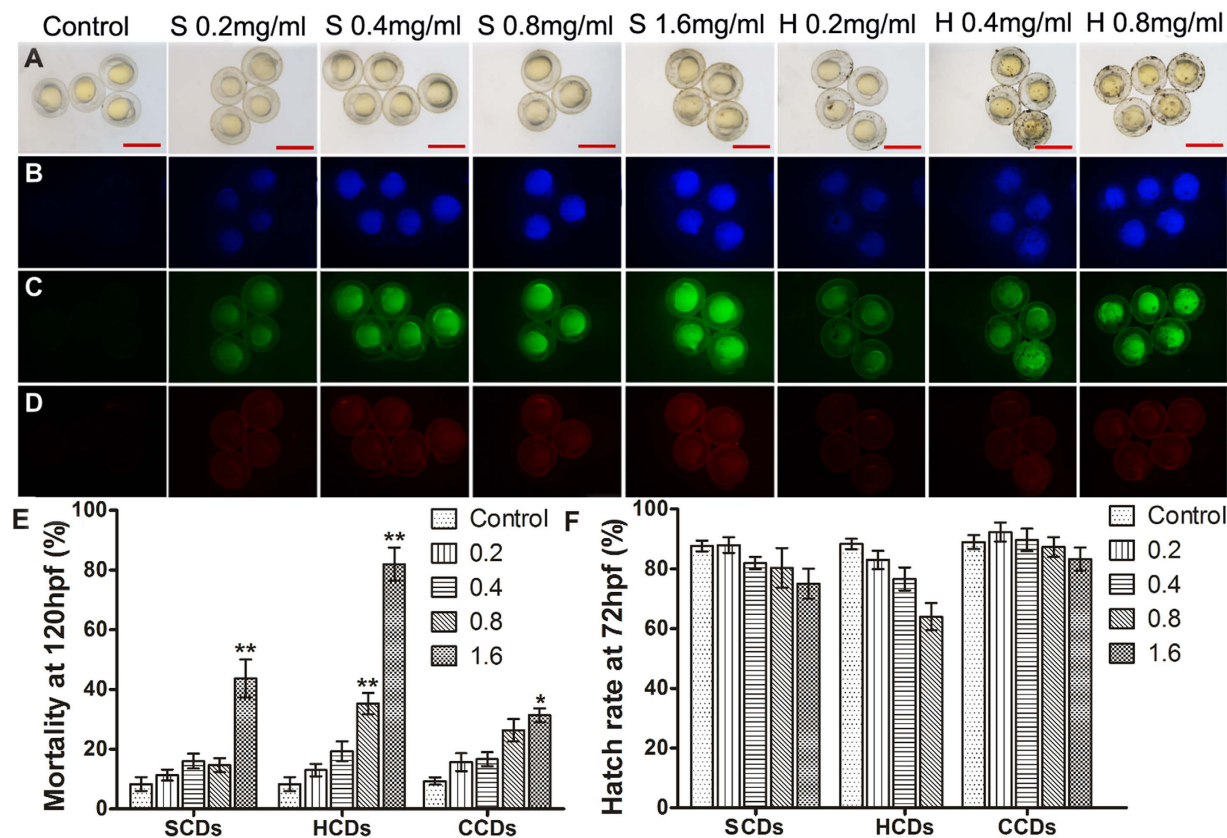 Control S 0.2mg/ml S 0.4mg/ml S 0.8mg/ml S 1.6mg/ml H 0.2mg/ml H 0.4mg/ml H 0.8mg/ml
A
B
C
D
E
Mortality at 120hpf (%)
100
80
60
40
20
0
**
**
**
*
Control
0.2
0.4
0.8
1.6
SCDs HCDs CCDs
F
Hatch rate at 72hpf (%)
100
80
60
40
20
0
Control
0.2
0.4
0.8
1.6
SCDs HCDs CCDs